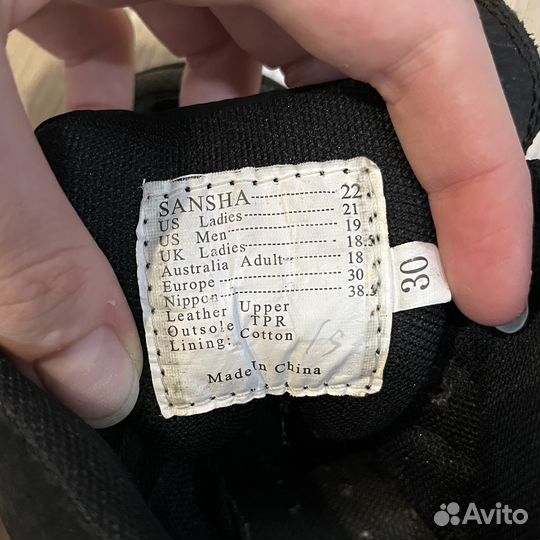 SANSHA 22
US Ladies 21
US Men 19
UK Ladies 18.5
Australia Adult 18
Europe 30
Nippon 38.5
Leather Upper
Outsole TPR
Lining: Cotton
Made In China
30
Avito